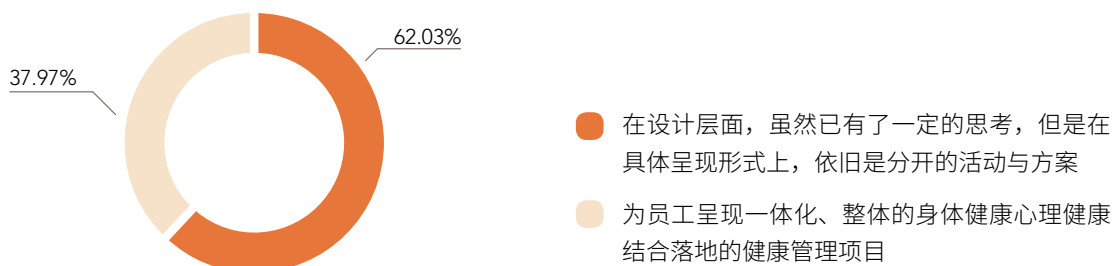 62.03%
37.97%
在设计层面，虽然已有了一定的思考，但是在
具体呈现形式上，依旧是分开的活动与方案
为员工呈现一体化、整体的身体健康心理健康
结合落地的健康管理项目